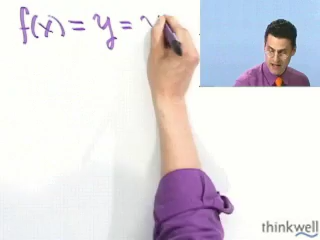 f(x) = y =
thinkwell